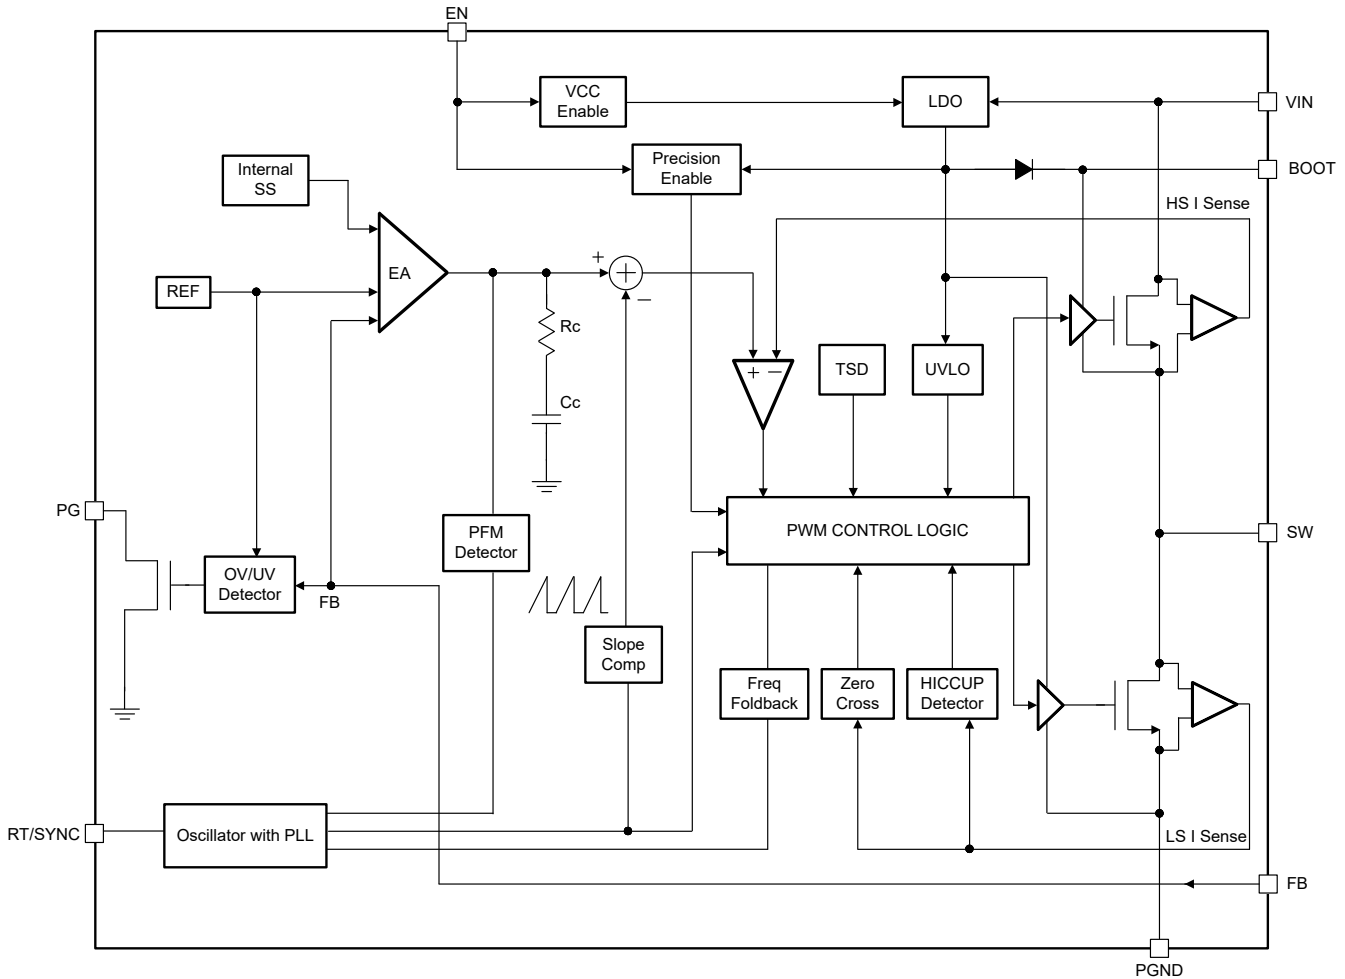 EN
VCC
Enable
LDO
VIN
Internal
SS
Precision
Enable
BOOT
HS I Sense
EA
+
+
−
REF
Rc
+ −
TSD
UVLO
Cc
PG
PFM
Detector
PWM CONTROL LOGIC
SW
OV/UV
Detector
FB
Slope
Comp
Freq
Foldback
Zero
Cross
HICCUP
Detector
RT/SYNC
Oscillator with PLL
LS I Sense
FB
PGND